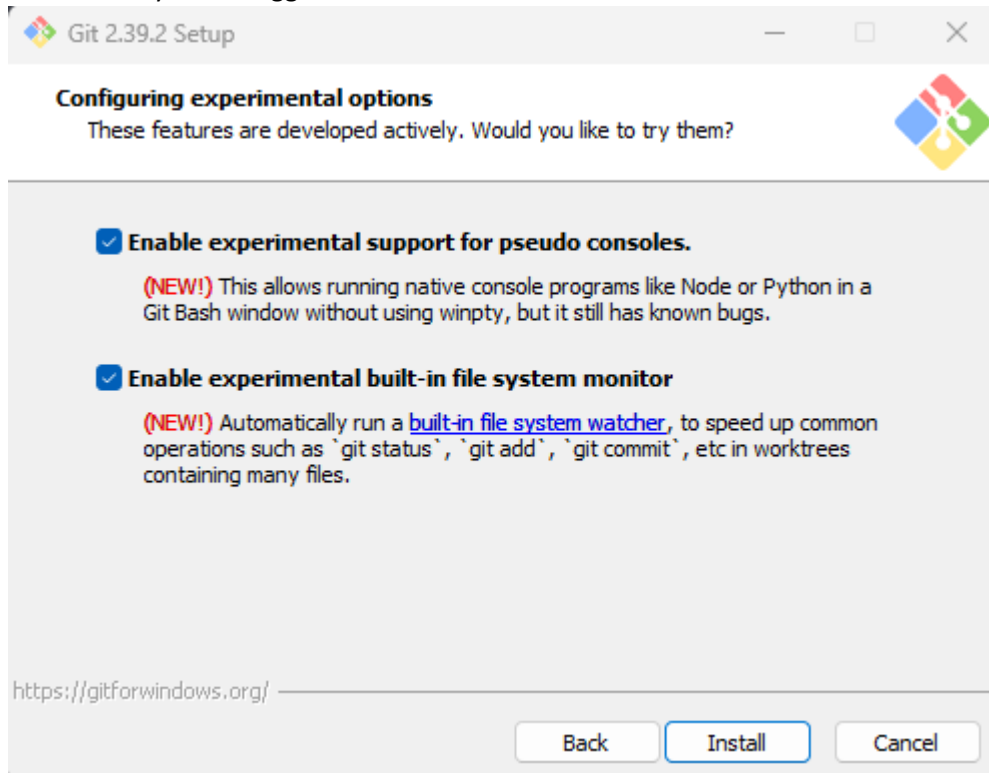 Git 2.39.2 Setup
Configuring experimental options
These features are developed actively. Would you like to try them?
Enable experimental support for pseudo consoles.
(NEW!) This allows running native console programs like Node or Python in a
Git Bash window without using winpty, but it still has known bugs.
Enable experimental built-in file system monitor
(NEW!) Automatically run a built-in file system watcher, to speed up common
operations such as `git status`, `git add`, `git commit`, etc in worktrees
containing many files.
https://gitforwindows.org/
Back Install Cancel